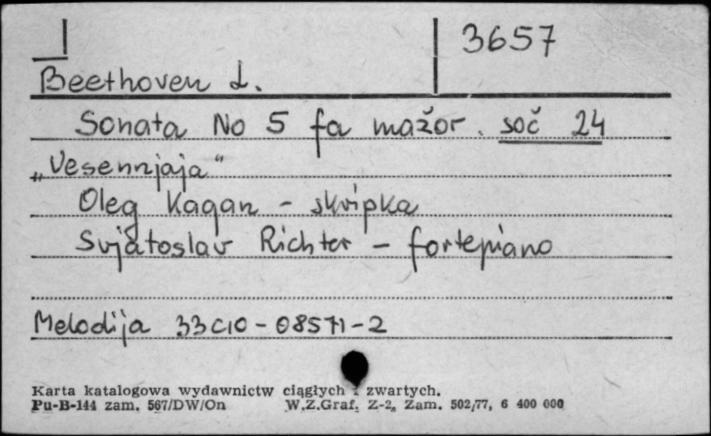 3657
Beethoven L.
Sonata No 5 fa mažor. soč 24
„Vesennjaja"
Oleg Kagan - skripka
Svjatoslav Richter - fortepiano
Melodija 33C10-08571-2
Karta katalogowa wydawnictw ciągłych i zwartych.
Pu-B-144 zam. 567/DW/On W.Z.Graf. Z-2, Zam. 502/77, 6 400 000